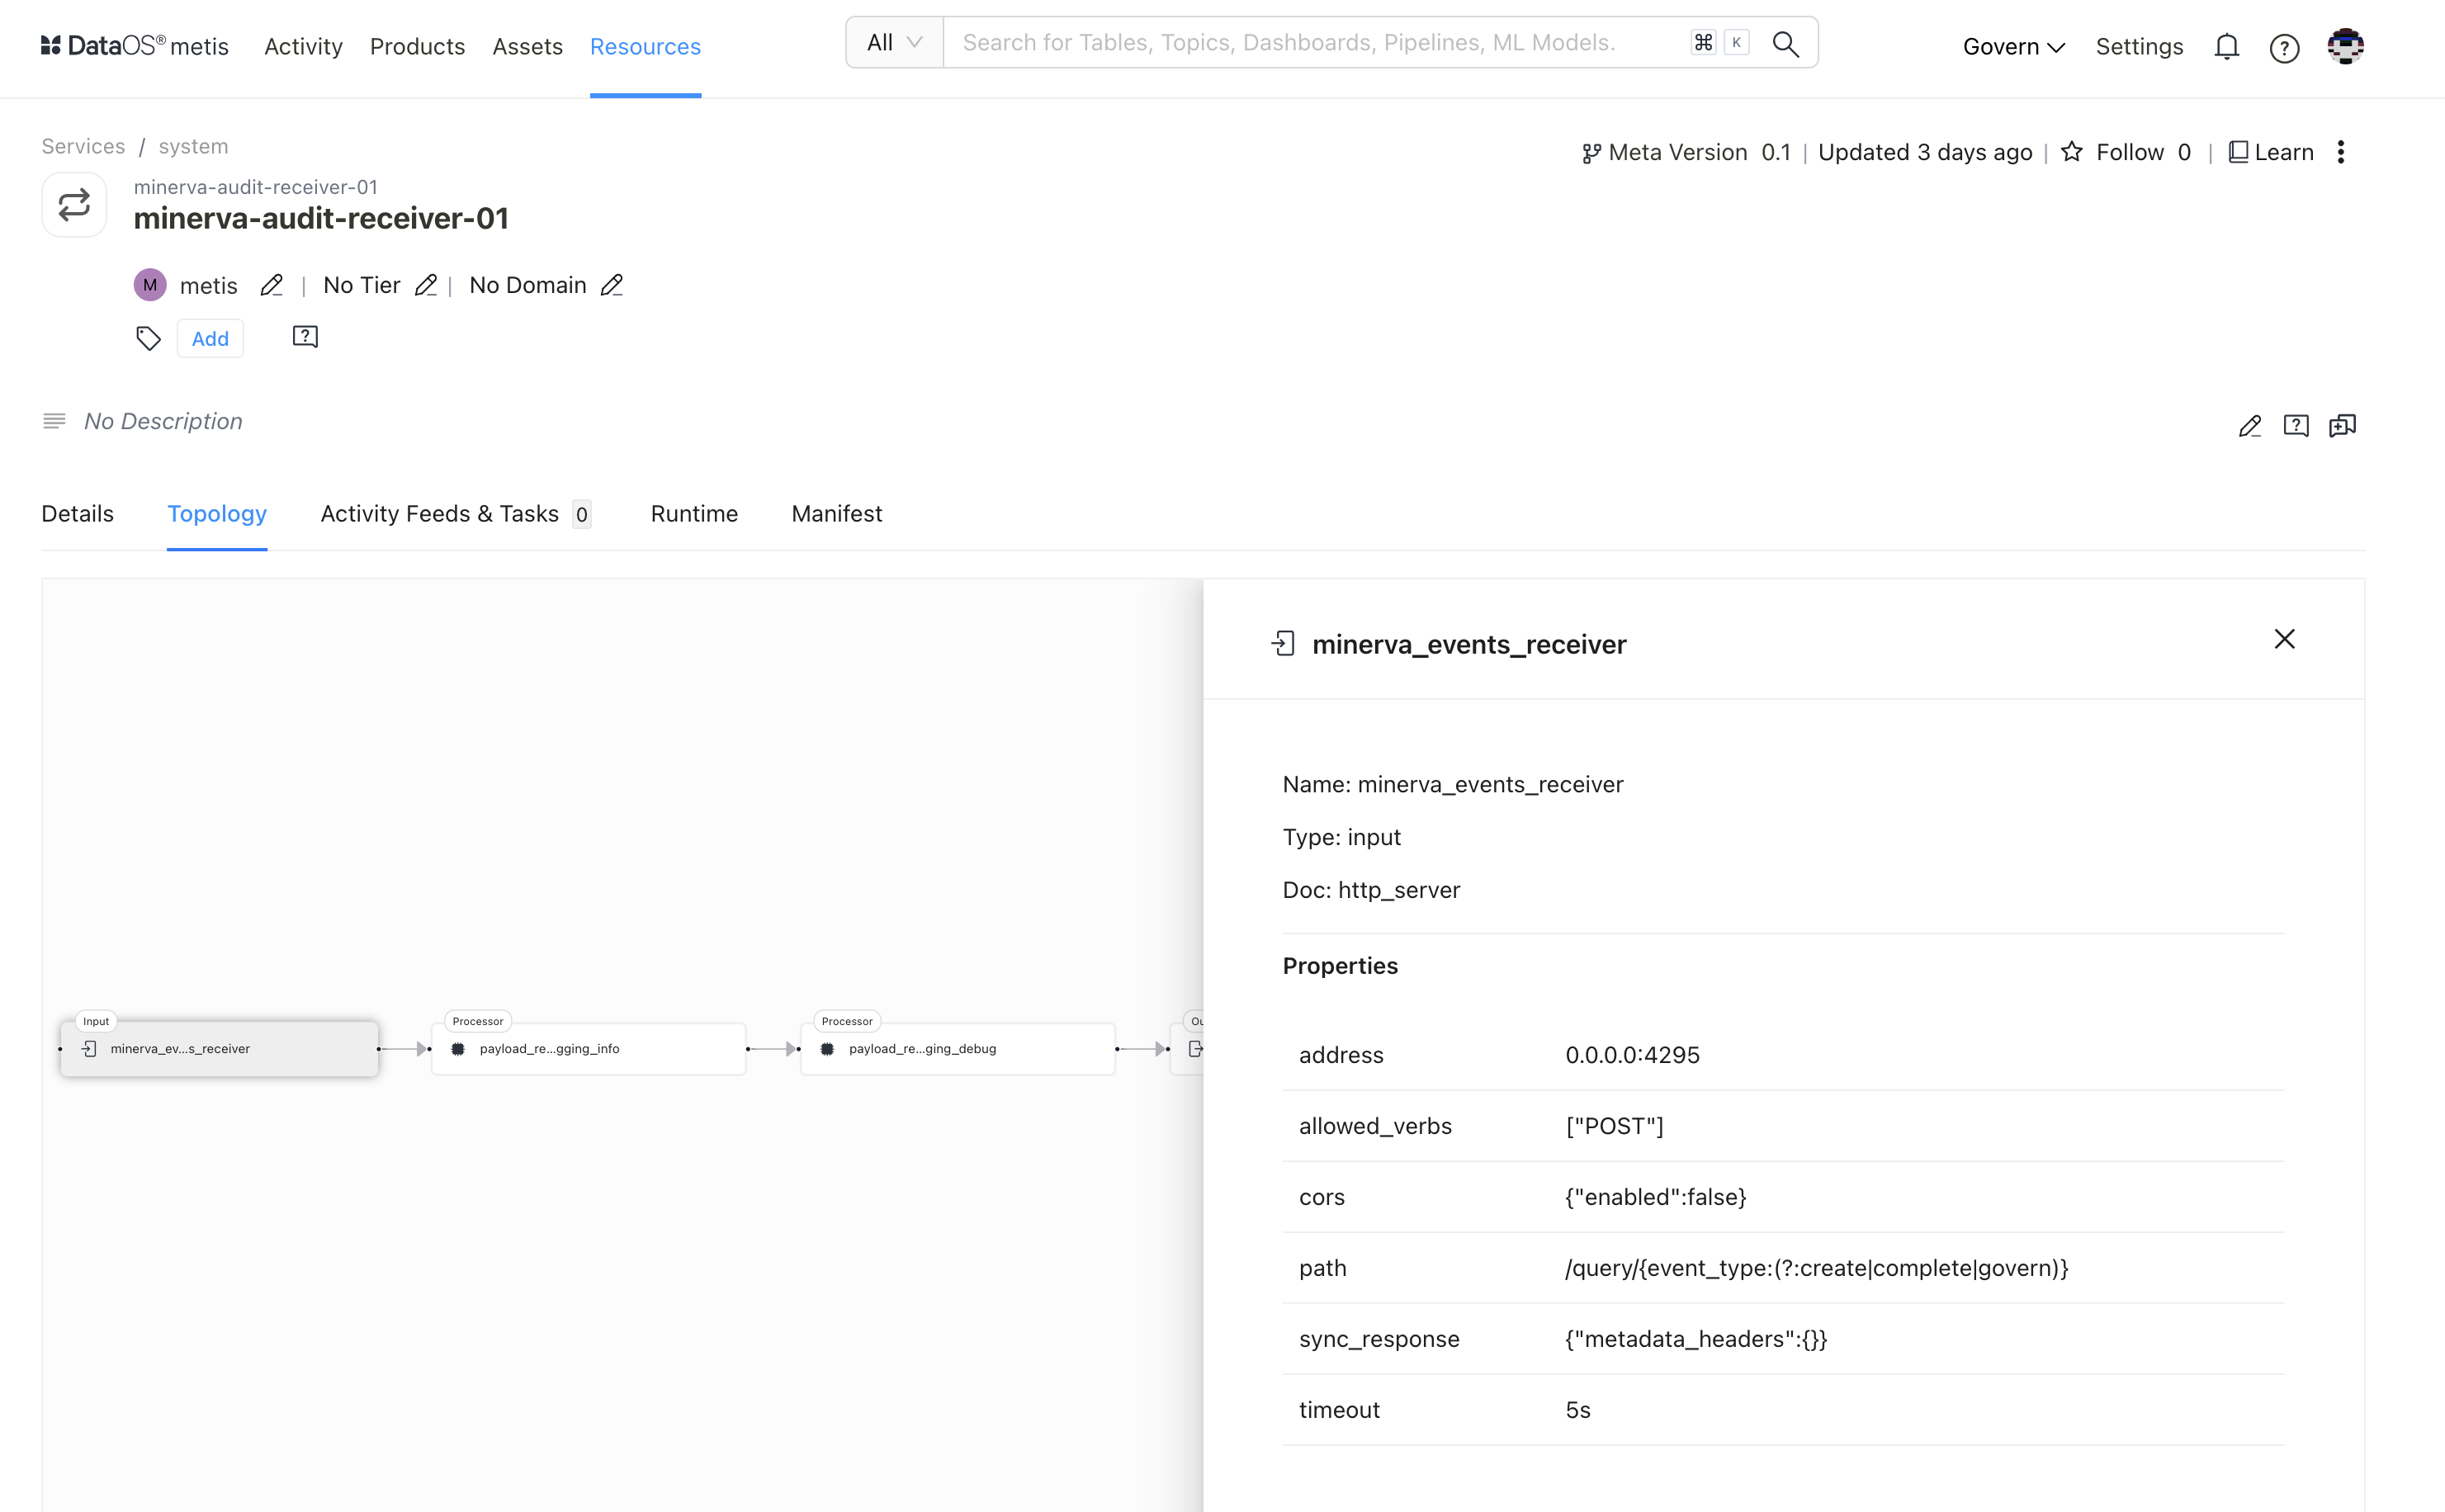 DataOS® metis Activity Products Assets Resources All Search for Tables, Topics, Dashboards, Pipelines, ML Models. ⌘ K Govern Settings
Services / system
Meta Version 0.1 | Updated 3 days ago | Follow 0 | Learn
minerva-audit-receiver-01
minerva-audit-receiver-01
M metis | No Tier | No Domain
Add
No Description
Details Topology Activity Feeds & Tasks 0 Runtime Manifest
Input
minerva_ev...s_receiver
Processor
payload_re...gging_info
Processor
payload_re...ging_debug
Ou
minerva_events_receiver
Name: minerva_events_receiver
Type: input
Doc: http_server
Properties
address 0.0.0.0:4295
allowed_verbs ["POST"]
cors {"enabled":false}
path /query/{event_type:(?:create|complete|govern)}
sync_response {"metadata_headers":{}}
timeout 5s